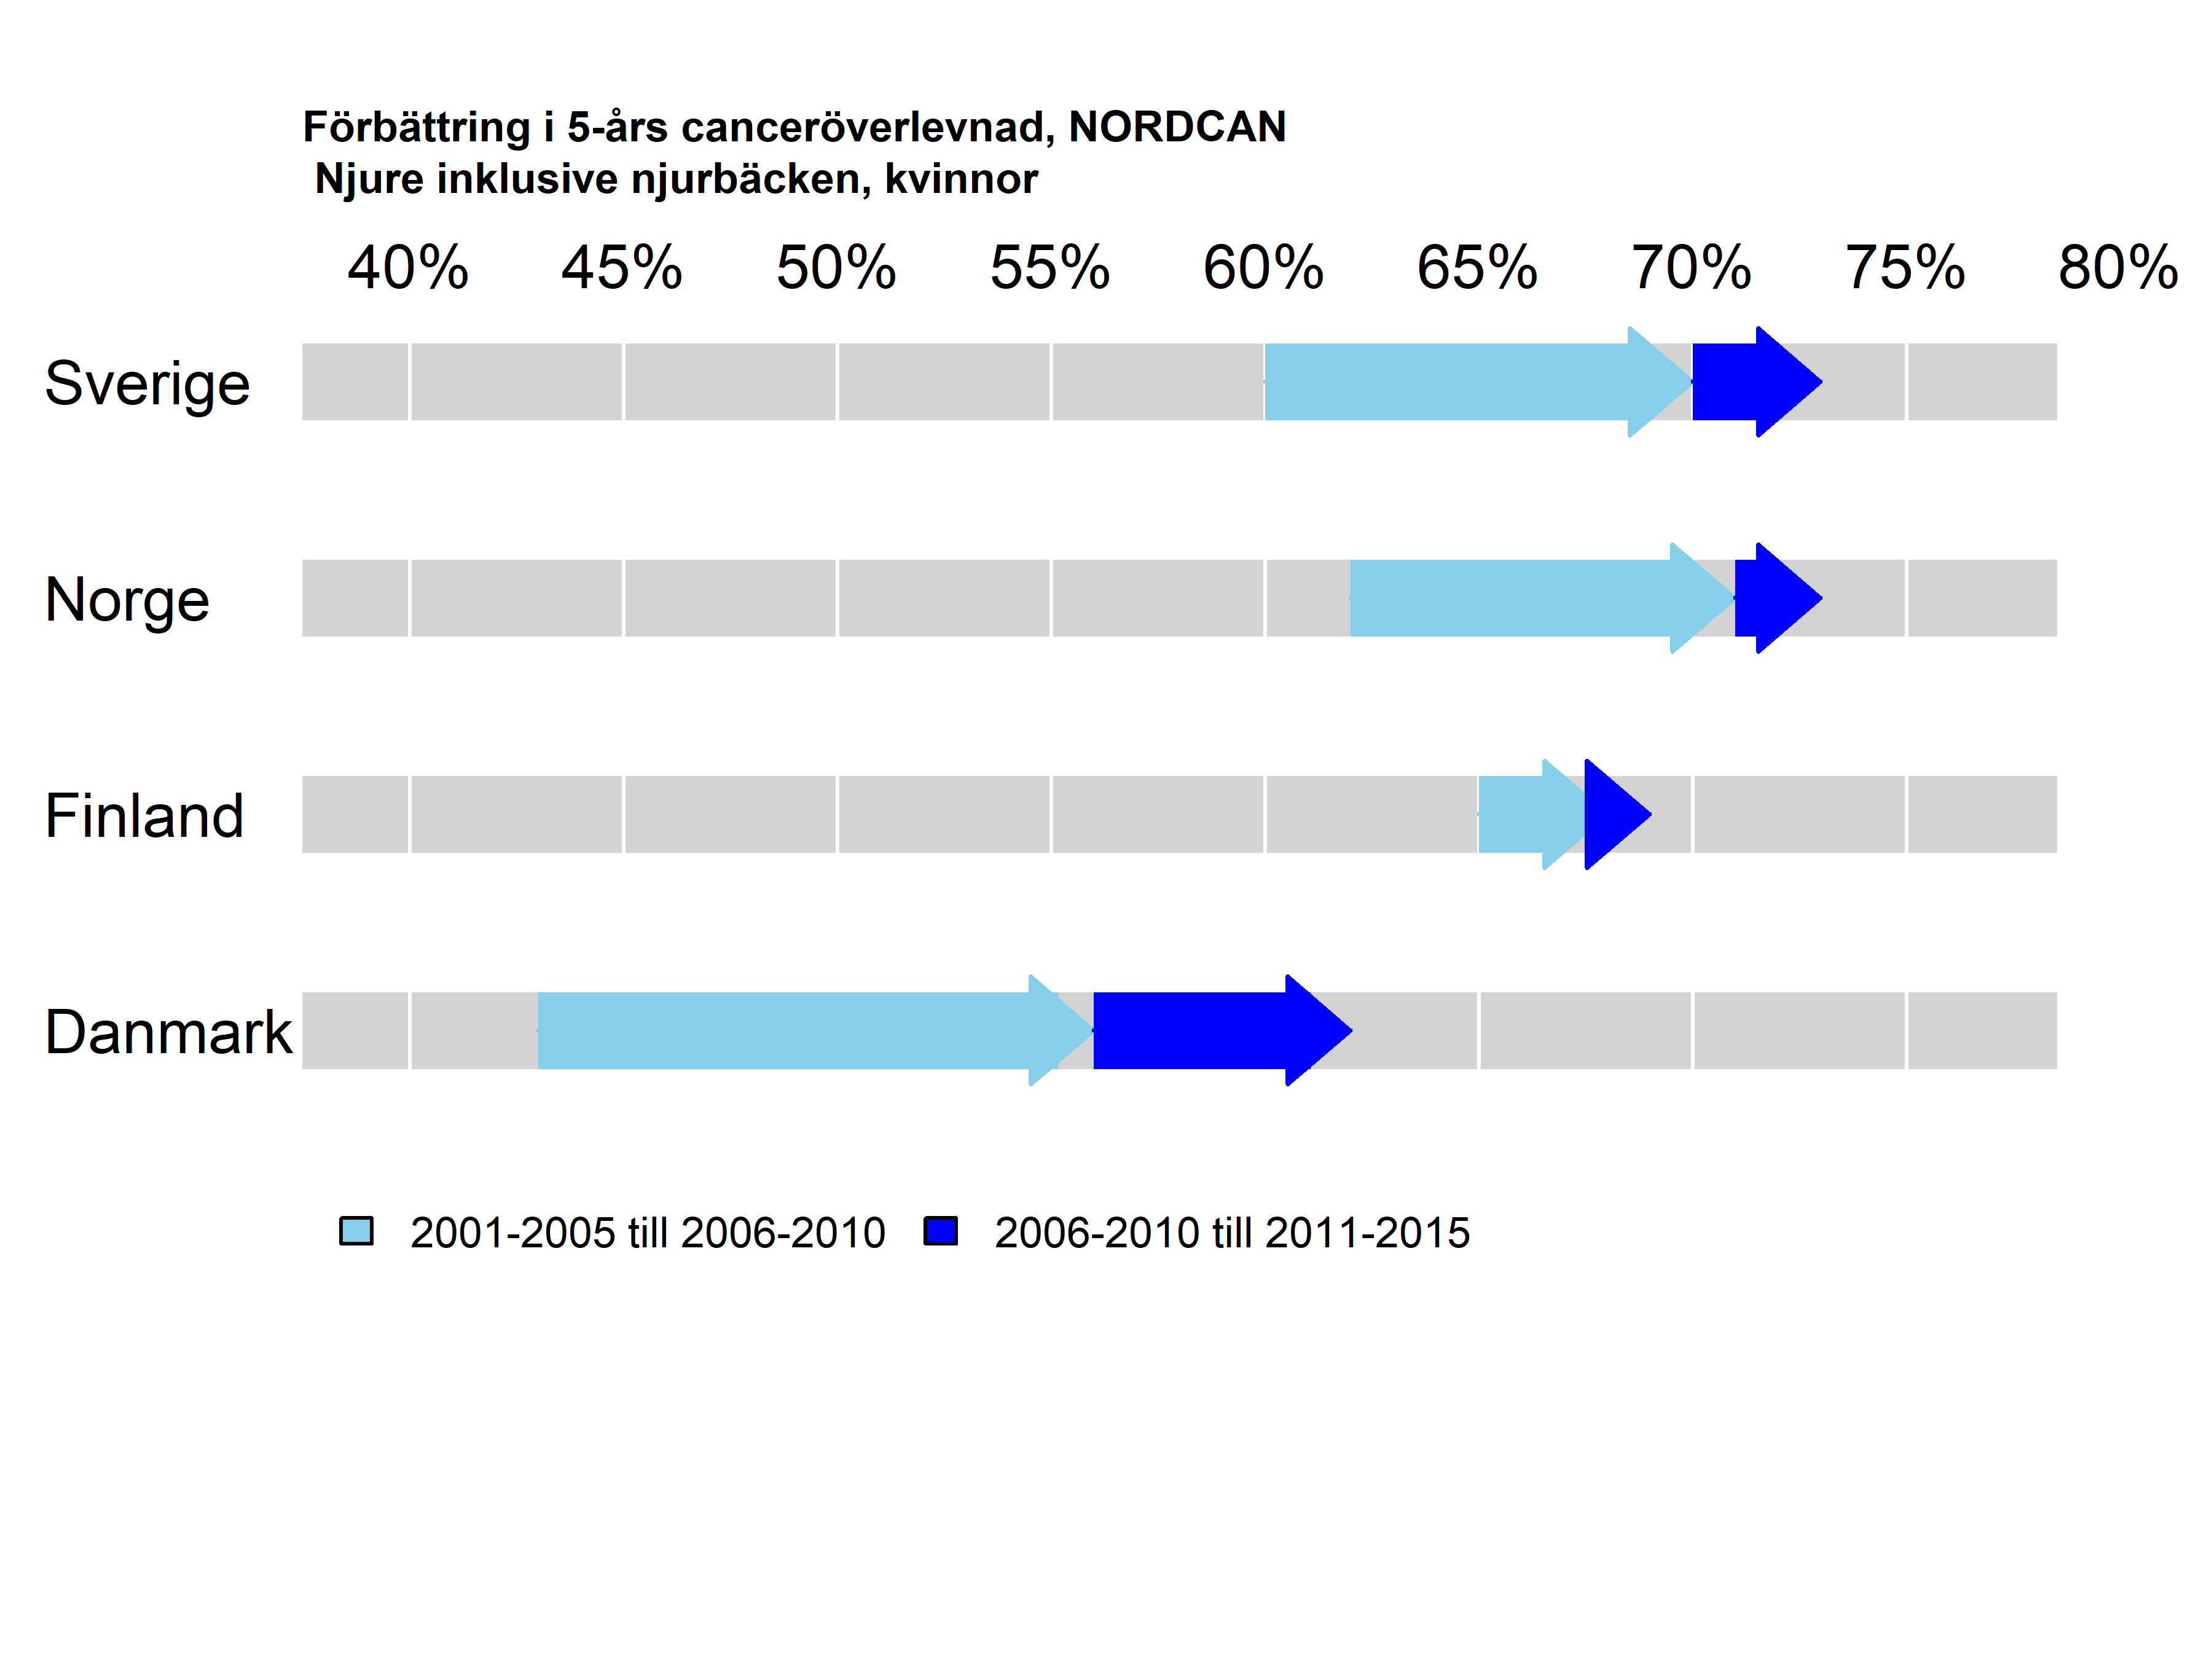 Förbättring i 5-års canceröverlevnad, NORDCAN
Njure inklusive njurbäcken, kvinnor
40% 45% 50% 55% 60% 65% 70% 75% 80%
Sverige
Norge
Finland
Danmark
2001-2005 till 2006-2010 2006-2010 till 2011-2015